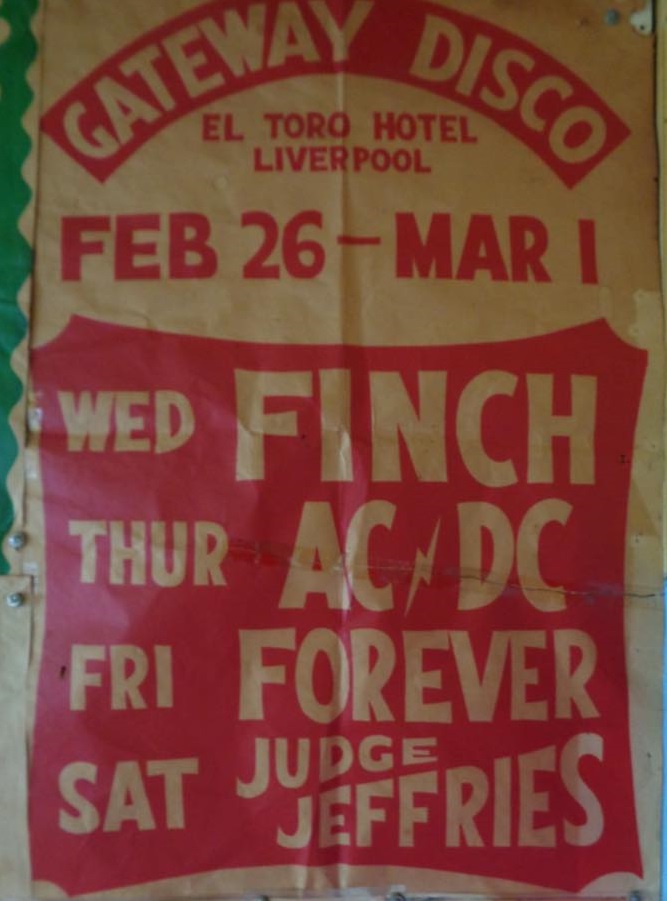 GATEWAY DISCO
EL TORO HOTEL
LIVERPOOL
FEB 26 - MAR 1
WED FINCH
THUR AC⚡DC
FRI FOREVER
SAT JUDGE
JEFFRIES